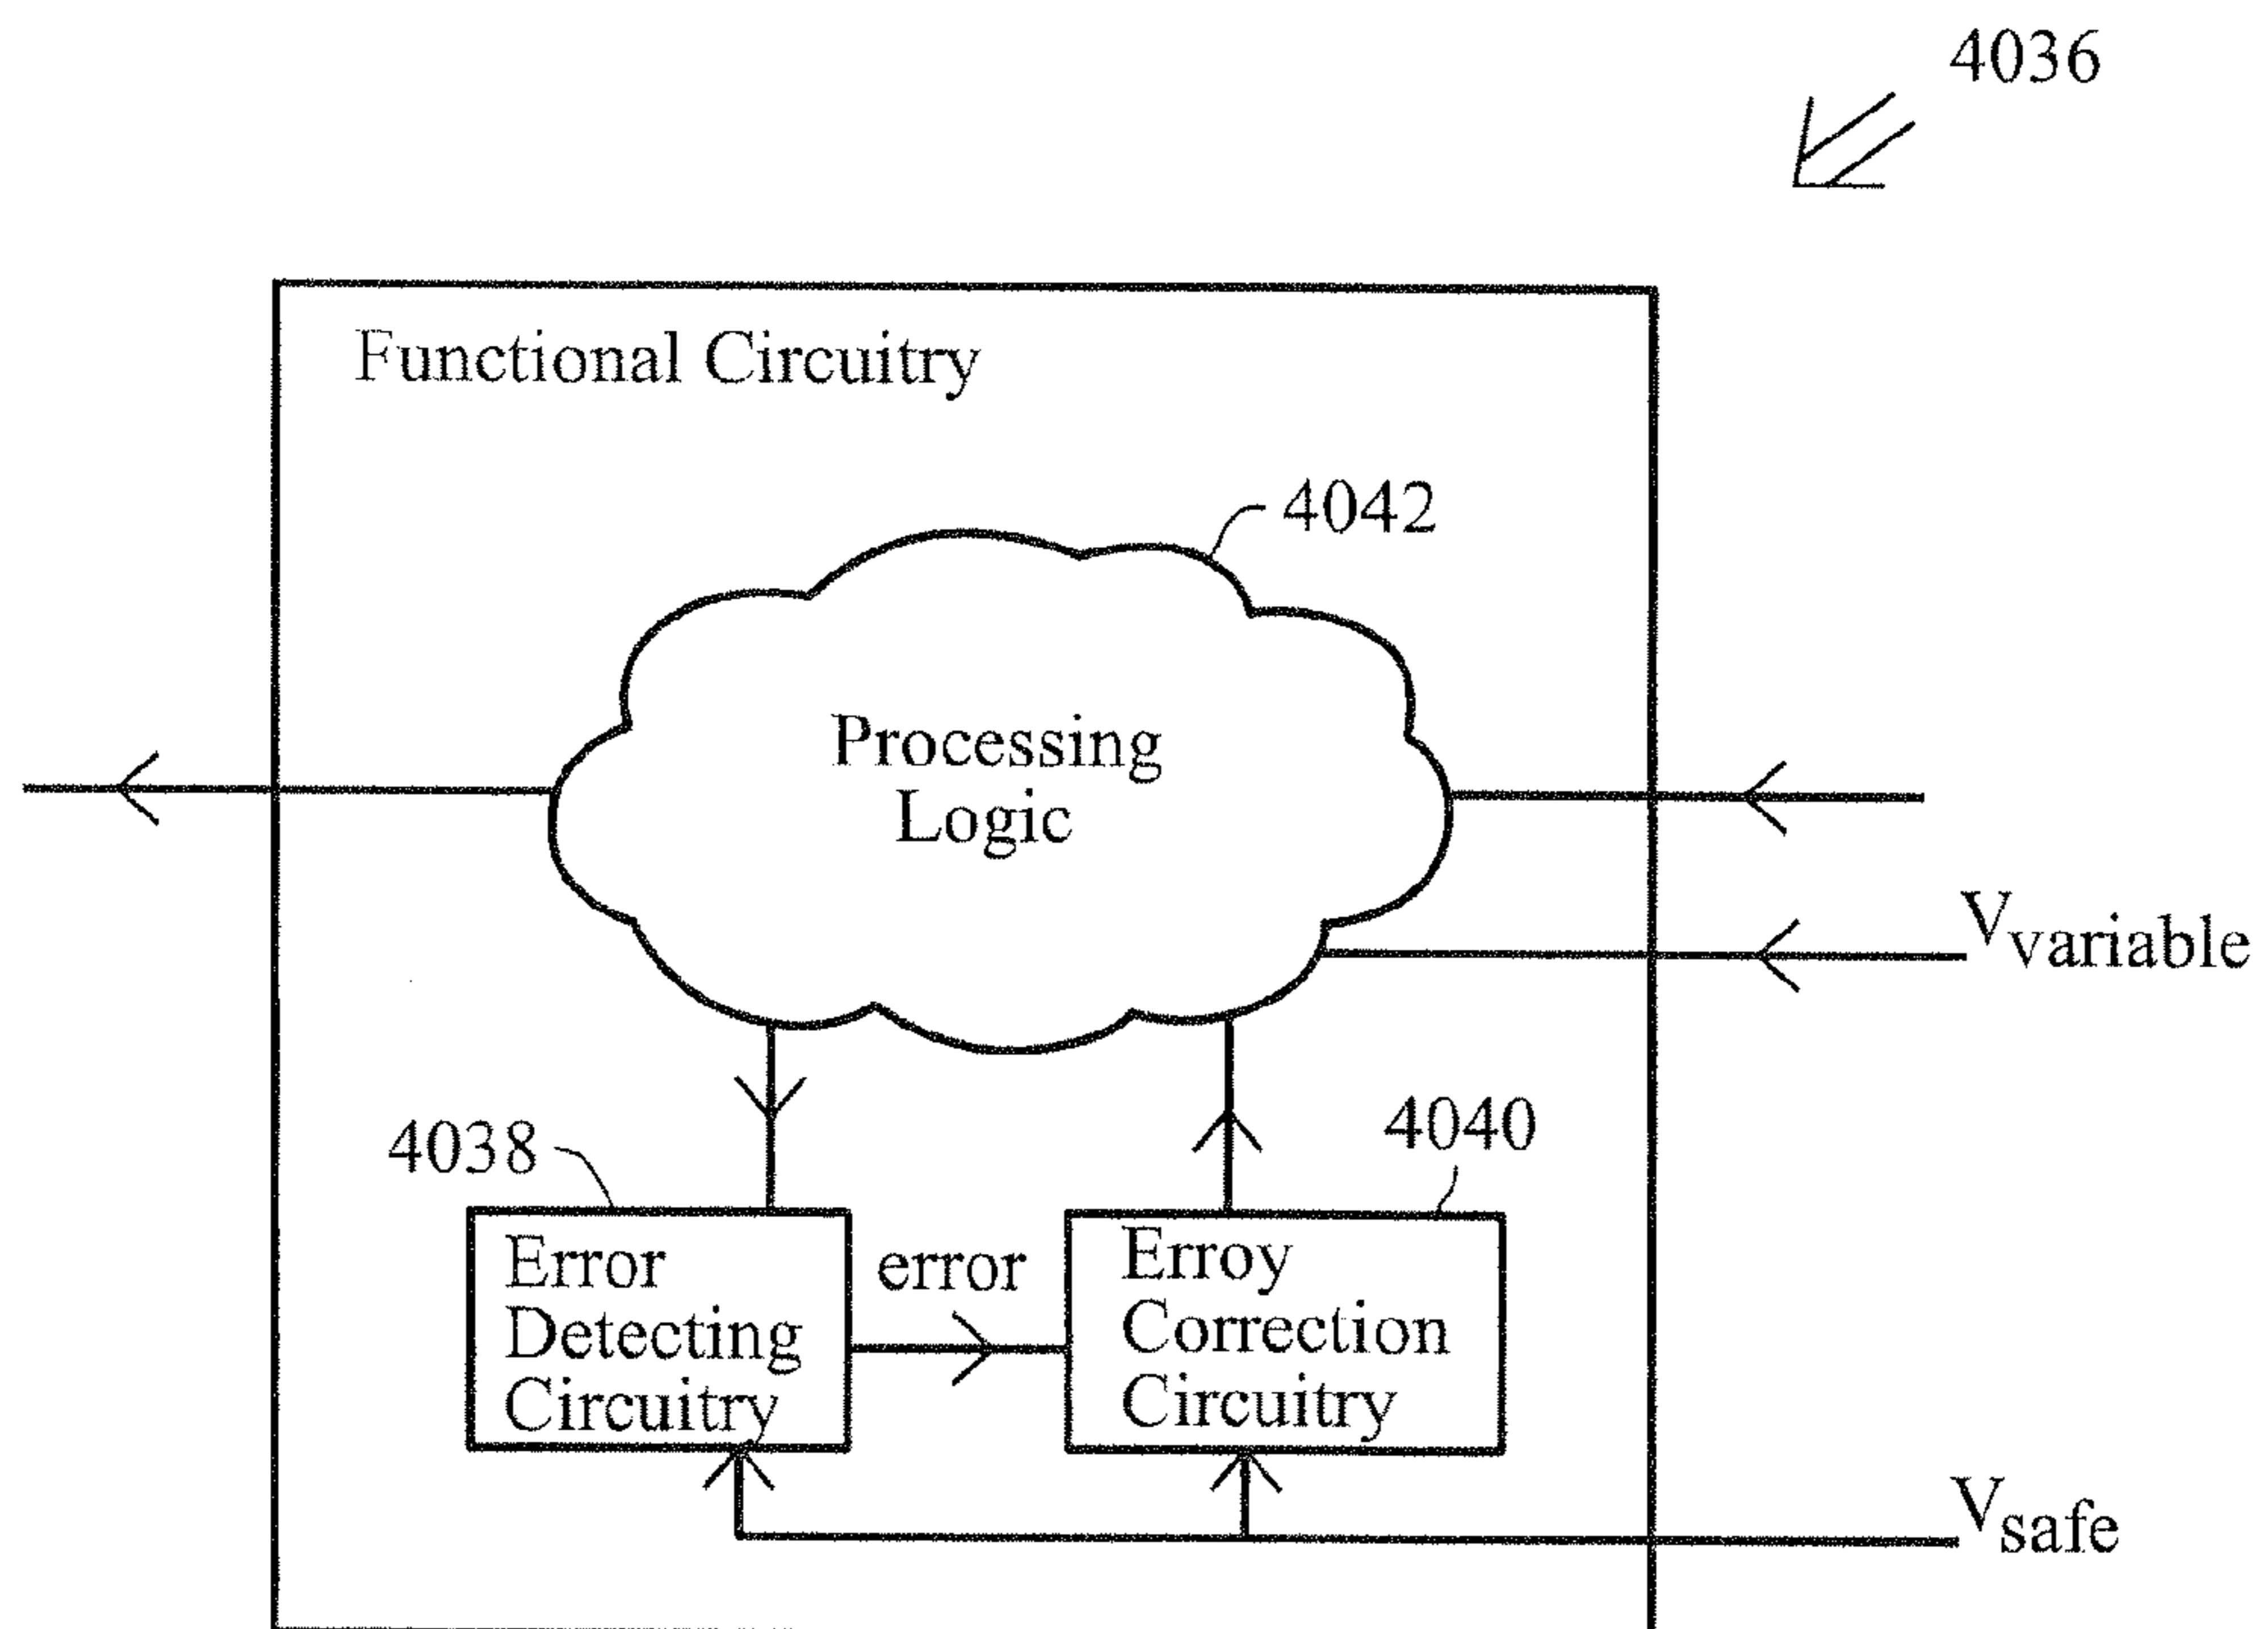 4036
Functional Circuitry
4042
Processing
Logic
Vvariable
4038
4040
Error
Detecting
Circuitry
error
Erroy
Correction
Circuitry
Vsafe